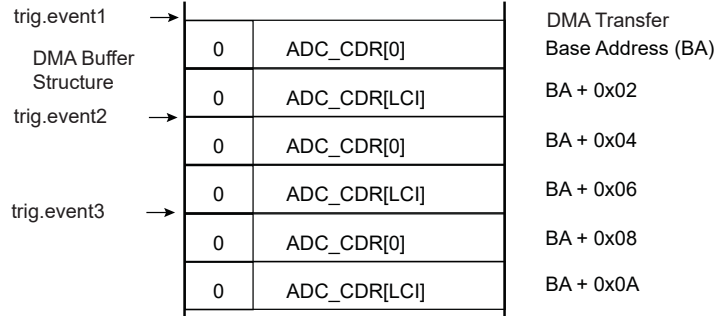 trig.event1
DMA Transfer
DMA Buffer
Structure
0 ADC_CDR[0] Base Address (BA)
0 ADC_CDR[LCI] BA + 0x02
trig.event2
0 ADC_CDR[0] BA + 0x04
0 ADC_CDR[LCI] BA + 0x06
trig.event3
0 ADC_CDR[0] BA + 0x08
0 ADC_CDR[LCI] BA + 0x0A